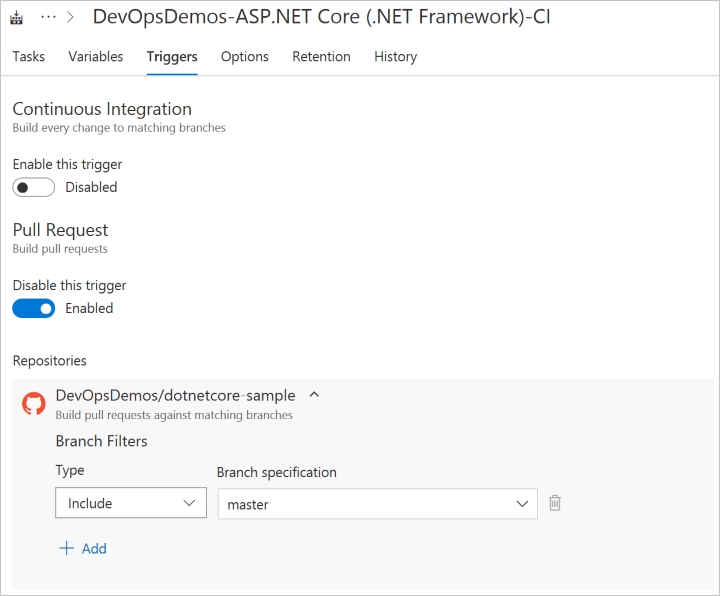 ··· > DevOpsDemos-ASP.NET Core (.NET Framework)-CI
Tasks Variables Triggers Options Retention History
Continuous Integration
Build every change to matching branches
Enable this trigger
Disabled
Pull Request
Build pull requests
Disable this trigger
Enabled
Repositories
DevOpsDemos/dotnetcore-sample
Build pull requests against matching branches
Branch Filters
Type Branch specification
Include master
+ Add